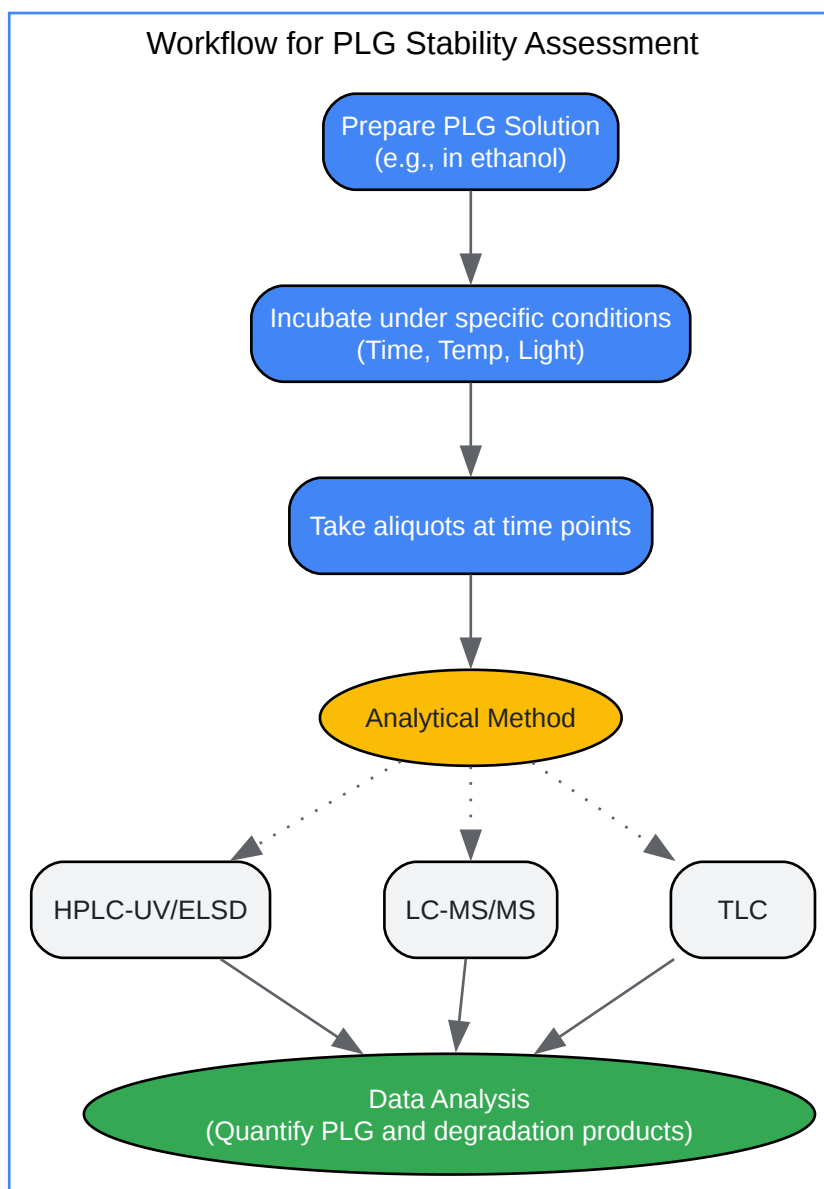 Workflow for PLG Stability Assessment
Prepare PLG Solution
(e.g., in ethanol)
Incubate under specific conditions
(Time, Temp, Light)
Take aliquots at time points
Analytical Method
HPLC-UV/ELSD
LC-MS/MS
TLC
Data Analysis
(Quantify PLG and degradation products)